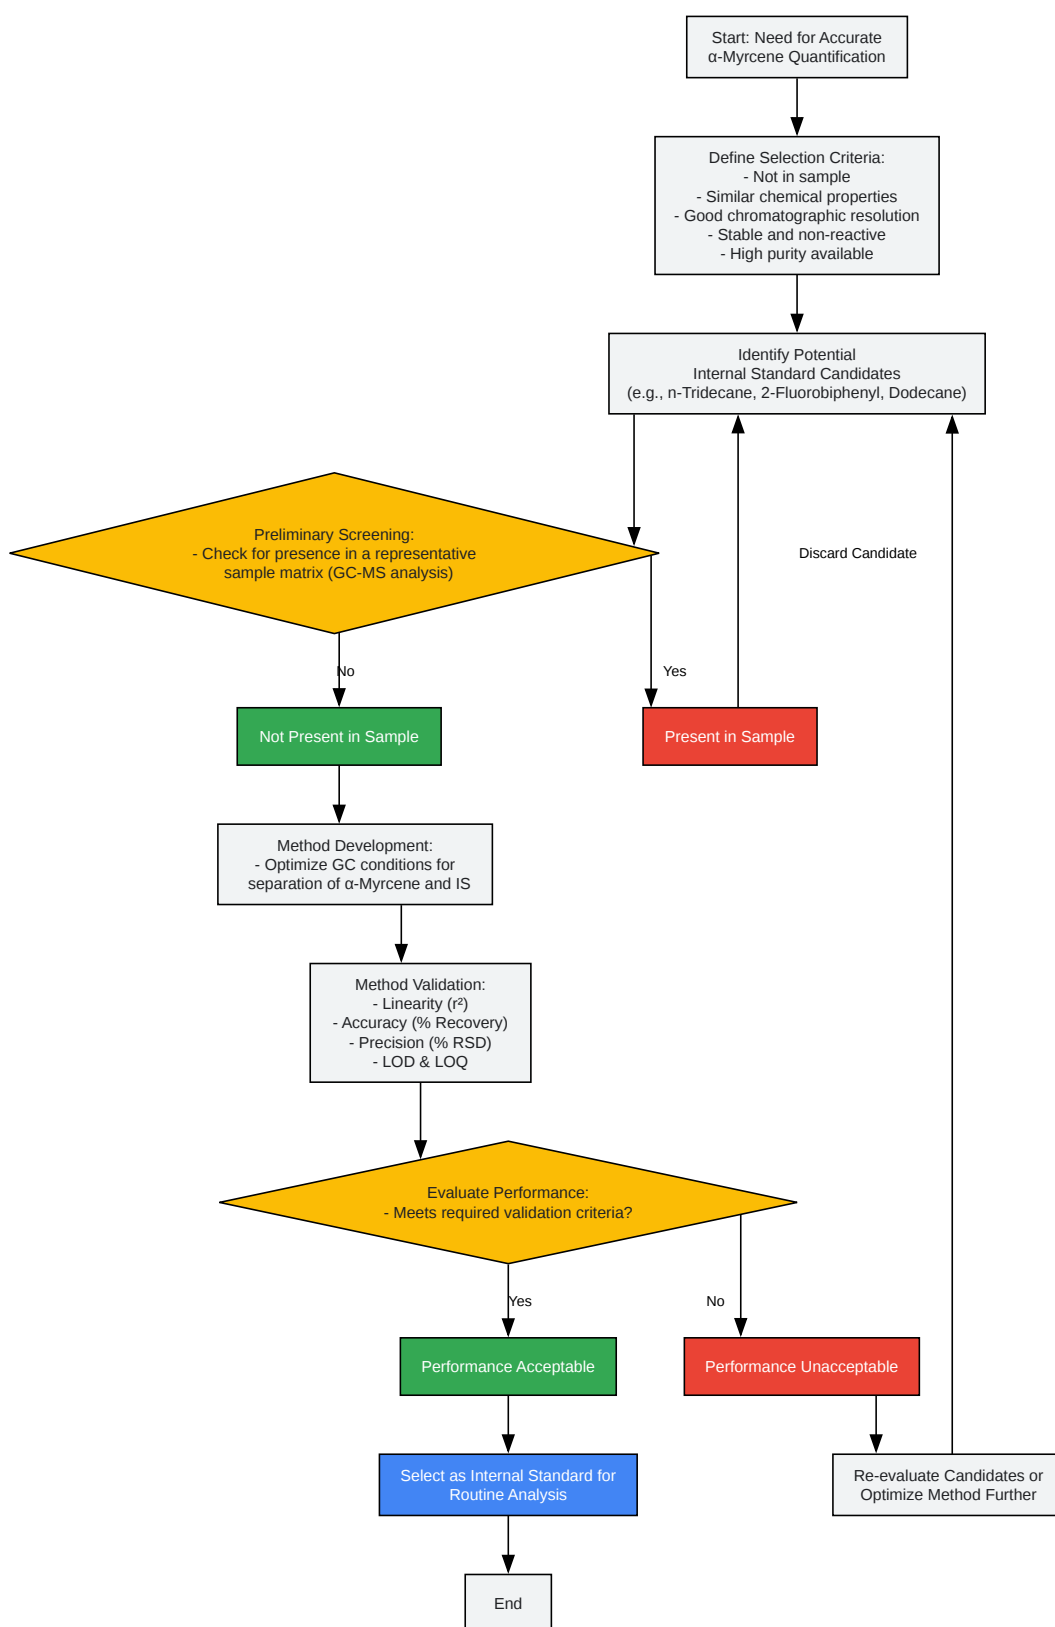 Start: Need for Accurate
α-Myrcene Quantification
Define Selection Criteria:
- Not in sample
- Similar chemical properties
- Good chromatographic resolution
- Stable and non-reactive
- High purity available
Identify Potential
Internal Standard Candidates
(e.g., n-Tridecane, 2-Fluorobiphenyl, Dodecane)
Preliminary Screening:
- Check for presence in a representative
sample matrix (GC-MS analysis)
Discard Candidate
No
Yes
Not Present in Sample
Present in Sample
Method Development:
- Optimize GC conditions for
separation of α-Myrcene and IS
Method Validation:
- Linearity (r²)
- Accuracy (% Recovery)
- Precision (% RSD)
- LOD & LOQ
Evaluate Performance:
- Meets required validation criteria?
Yes
No
Performance Acceptable
Performance Unacceptable
Select as Internal Standard for
Routine Analysis
Re-evaluate Candidates or
Optimize Method Further
End